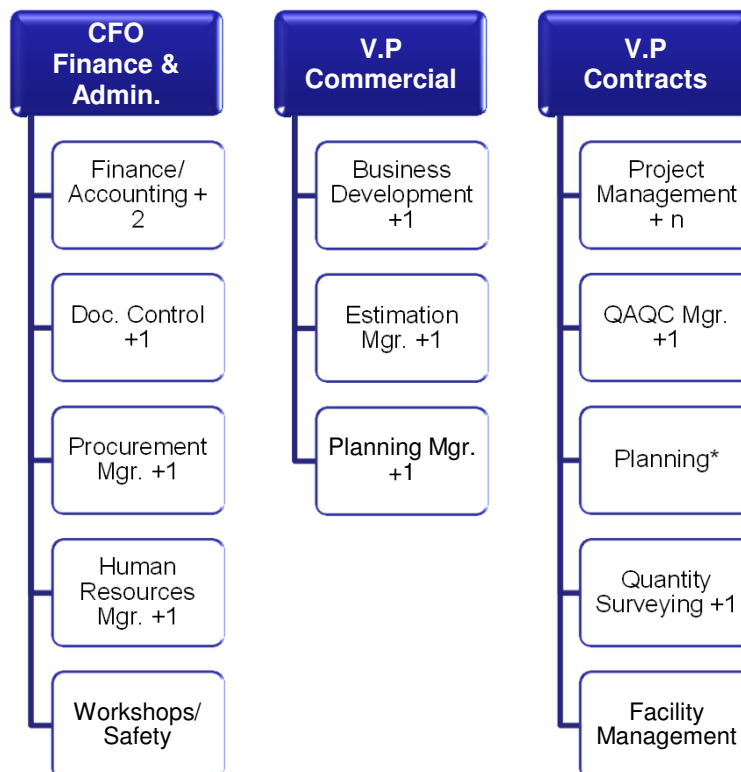 CFO
Finance &
Admin.
Finance/
Accounting +
2
Doc. Control
+1
Procurement
Mgr. +1
Human
Resources
Mgr. +1
Workshops/
Safety
V.P
Commercial
Business
Development
+1
Estimation
Mgr. +1
Planning Mgr.
+1
V.P
Contracts
Project
Management
+ n
QAQC Mgr.
+1
Planning*
Quantity
Surveying +1
Facility
Management